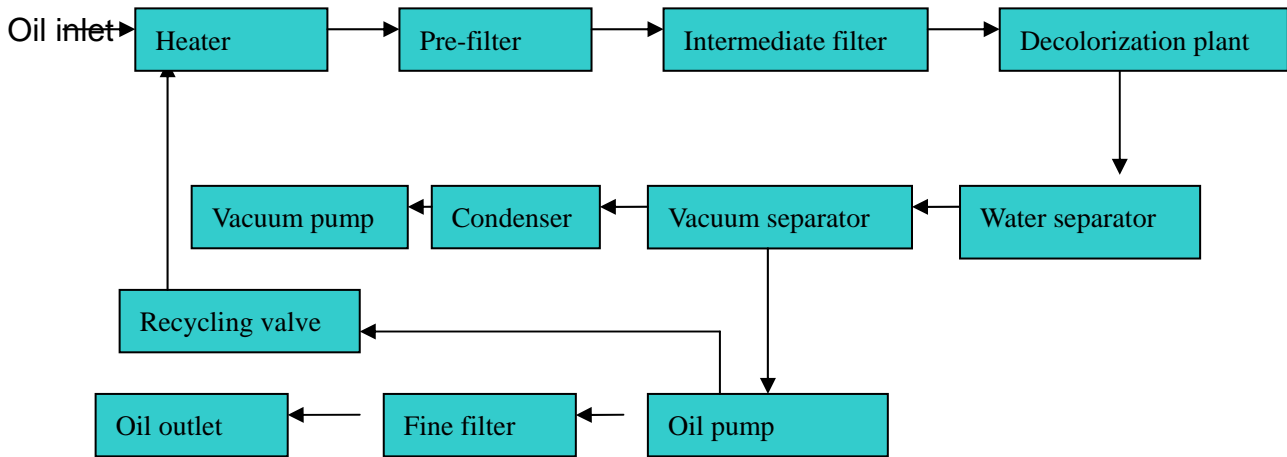 Oil inlet
Heater
Pre-filter
Intermediate filter
Decolorization plant
Vacuum pump
Condenser
Vacuum separator
Water separator
Recycling valve
Oil outlet
Fine filter
Oil pump